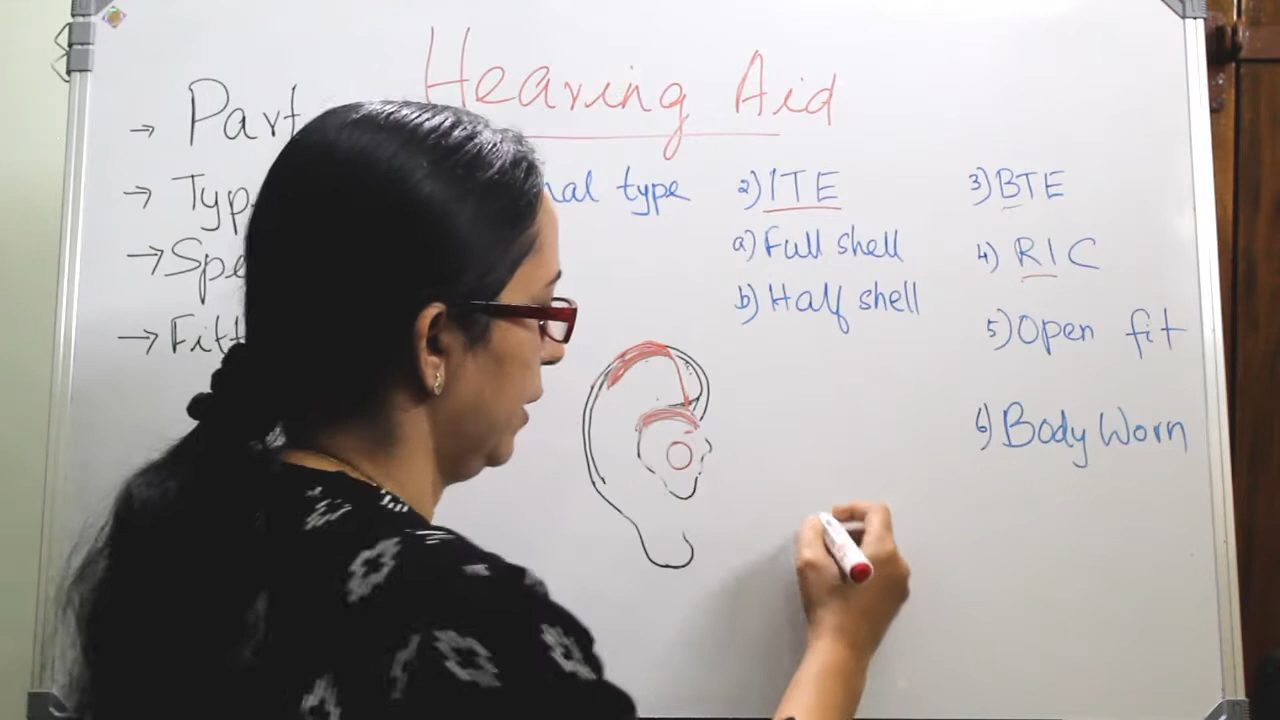 Hearing Aid
→ Part
→ Typ
nal type
→ Spe
→ Fitt
2) ITE
a) Full shell
b) Half shell
3) BTE
4) RIC
5) Open fit
6) Body Worn